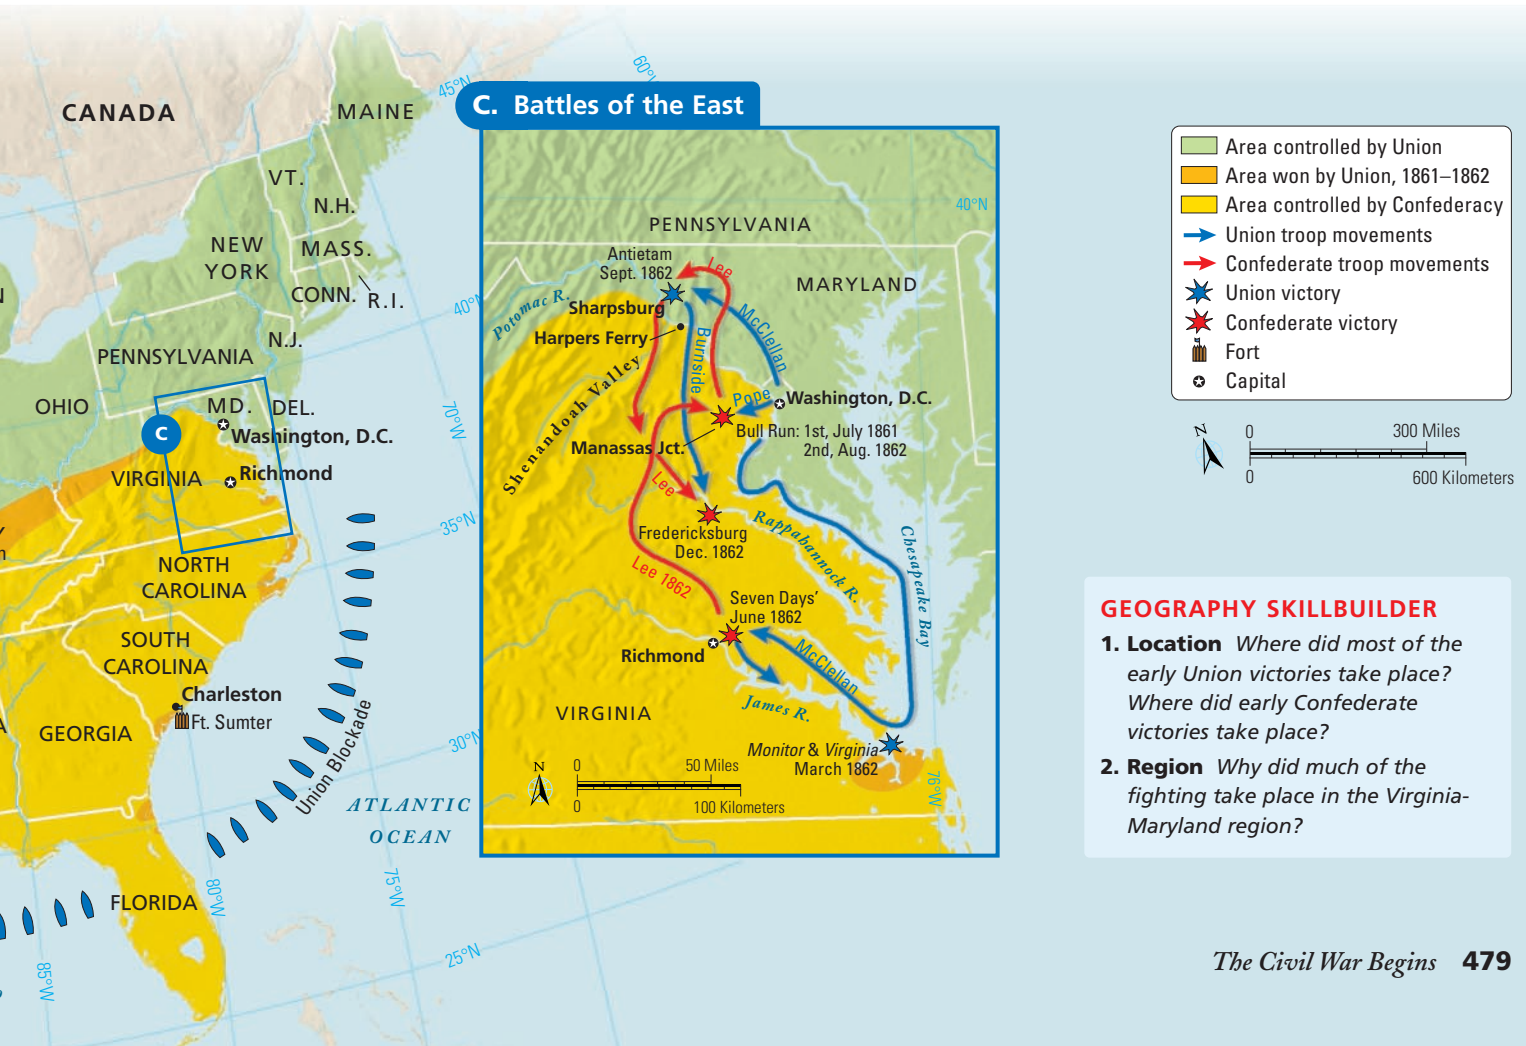 CANADA
MAINE
VT.
N.H.
NEW
YORK
MASS.
CONN.
R.I.
N.J.
PENNSYLVANIA
OHIO
MD.
DEL.
C
Washington, D.C.
VIRGINIA
Richmond
NORTH
CAROLINA
SOUTH
CAROLINA
Charleston
Ft. Sumter
GEORGIA
Union Blockade
ATLANTIC
OCEAN
FLORIDA
45°N
40°N
35°N
30°N
25°N
85°W
80°W
75°W
70°W
C. Battles of the East
40°N
PENNSYLVANIA
Antietam
Sept. 1862
Lee
MARYLAND
Potomac R.
Sharpsburg
McClellan
Harpers Ferry
Burnside
Shenandoah Valley
Pope
Washington, D.C.
Bull Run: 1st, July 1861
2nd, Aug. 1862
Manassas Jct.
Lee
Rappahannock R.
Chesapeake Bay
Fredericksburg
Dec. 1862
Lee 1862
Seven Days’
June 1862
Richmond
McClellan
James R.
VIRGINIA
Monitor & Virginia
March 1862
76°W
N
0 50 Miles
0 100 Kilometers
Area controlled by Union
Area won by Union, 1861–1862
Area controlled by Confederacy
Union troop movements
Confederate troop movements
Union victory
Confederate victory
Fort
Capital
N
0 300 Miles
0 600 Kilometers
GEOGRAPHY SKILLBUILDER
1. Location Where did most of the
early Union victories take place?
Where did early Confederate
victories take place?
2. Region Why did much of the
fighting take place in the Virginia-
Maryland region?
The Civil War Begins 479